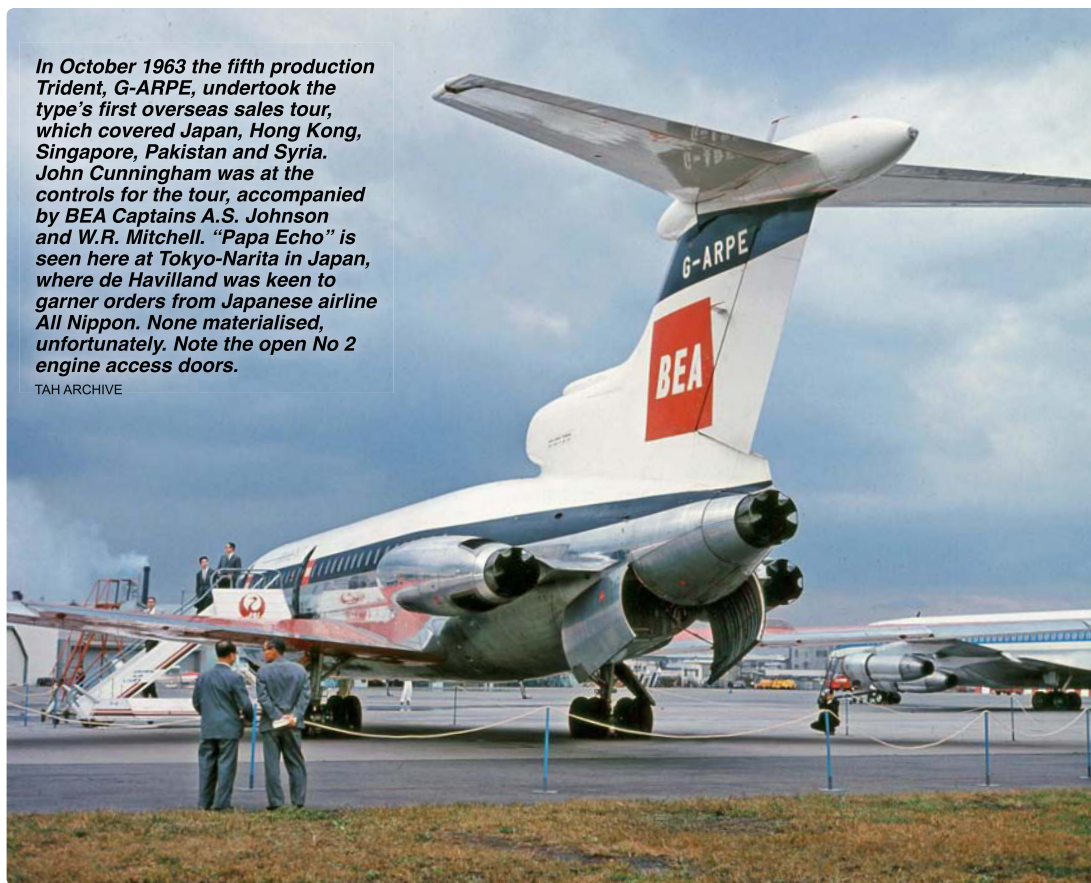 In October 1963 the fifth production
Trident, G-ARPE, undertook the
type’s first overseas sales tour,
which covered Japan, Hong Kong,
Singapore, Pakistan and Syria.
John Cunningham was at the
controls for the tour, accompanied
by BEA Captains A.S. Johnson
and W.R. Mitchell. “Papa Echo” is
seen here at Tokyo-Narita in Japan,
where de Havilland was keen to
garner orders from Japanese airline
All Nippon. None materialised,
unfortunately. Note the open No 2
engine access doors.
TAH ARCHIVE
G-ARPE
BEA